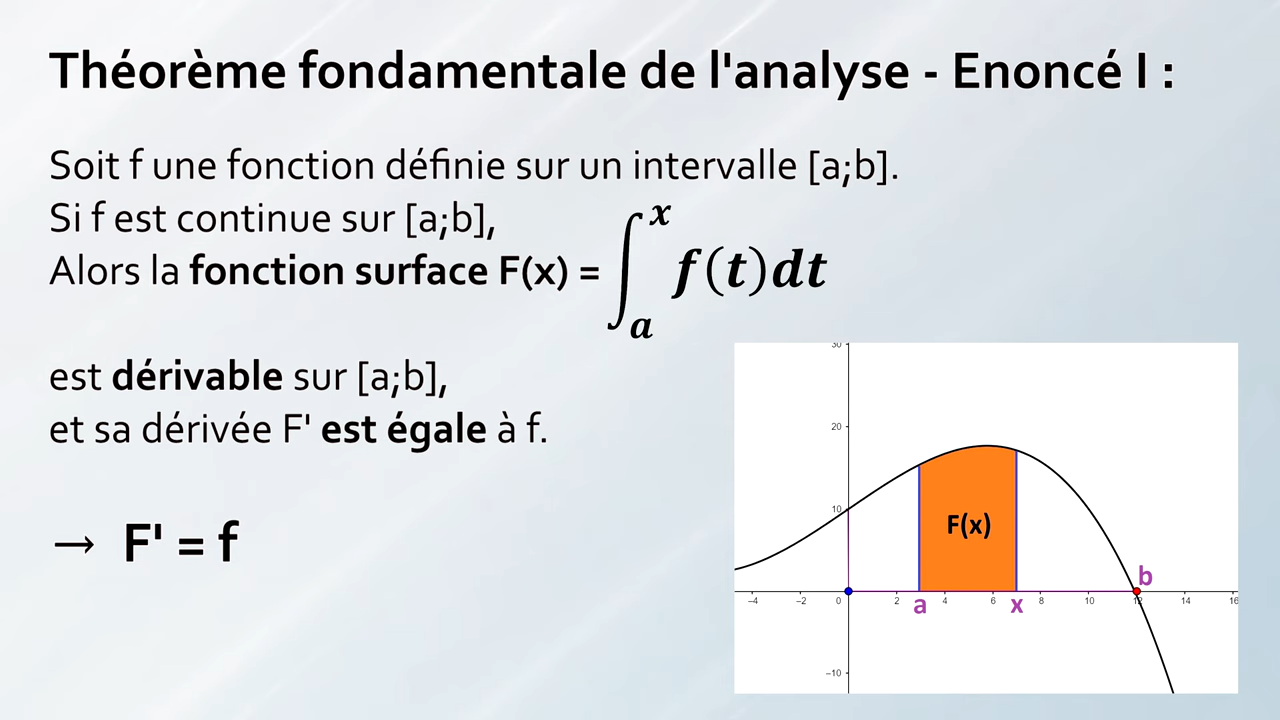 Théorème fondamentale de l'analyse - Enoncé I :
Soit f une fonction définie sur un intervalle [a;b].
Si f est continue sur [a;b],
Alors la fonction surface F(x) = ∫ₐˣ f(t)dt
est dérivable sur [a;b],
et sa dérivée F' est égale à f.
→ F' = f
30
20
10
F(x)
b
−4 −2 0 2 4 6 8 10 12 14 16
a x
−10